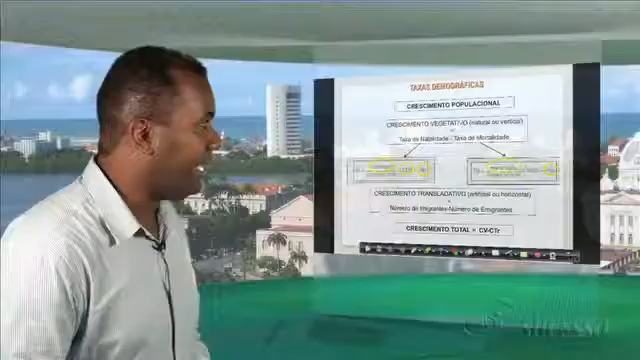 TAXAS DEMOGRÁFICAS
CRESCIMENTO POPULACIONAL
CRESCIMENTO VEGETATIVO (natural ou vertical)
=
Taxa de Natalidade - Taxa de Mortalidade
CRESCIMENTO TRANSLADATIVO (artificial ou horizontal)
=
Número de Imigrantes-Número de Emigrantes
CRESCIMENTO TOTAL = CV-CTr